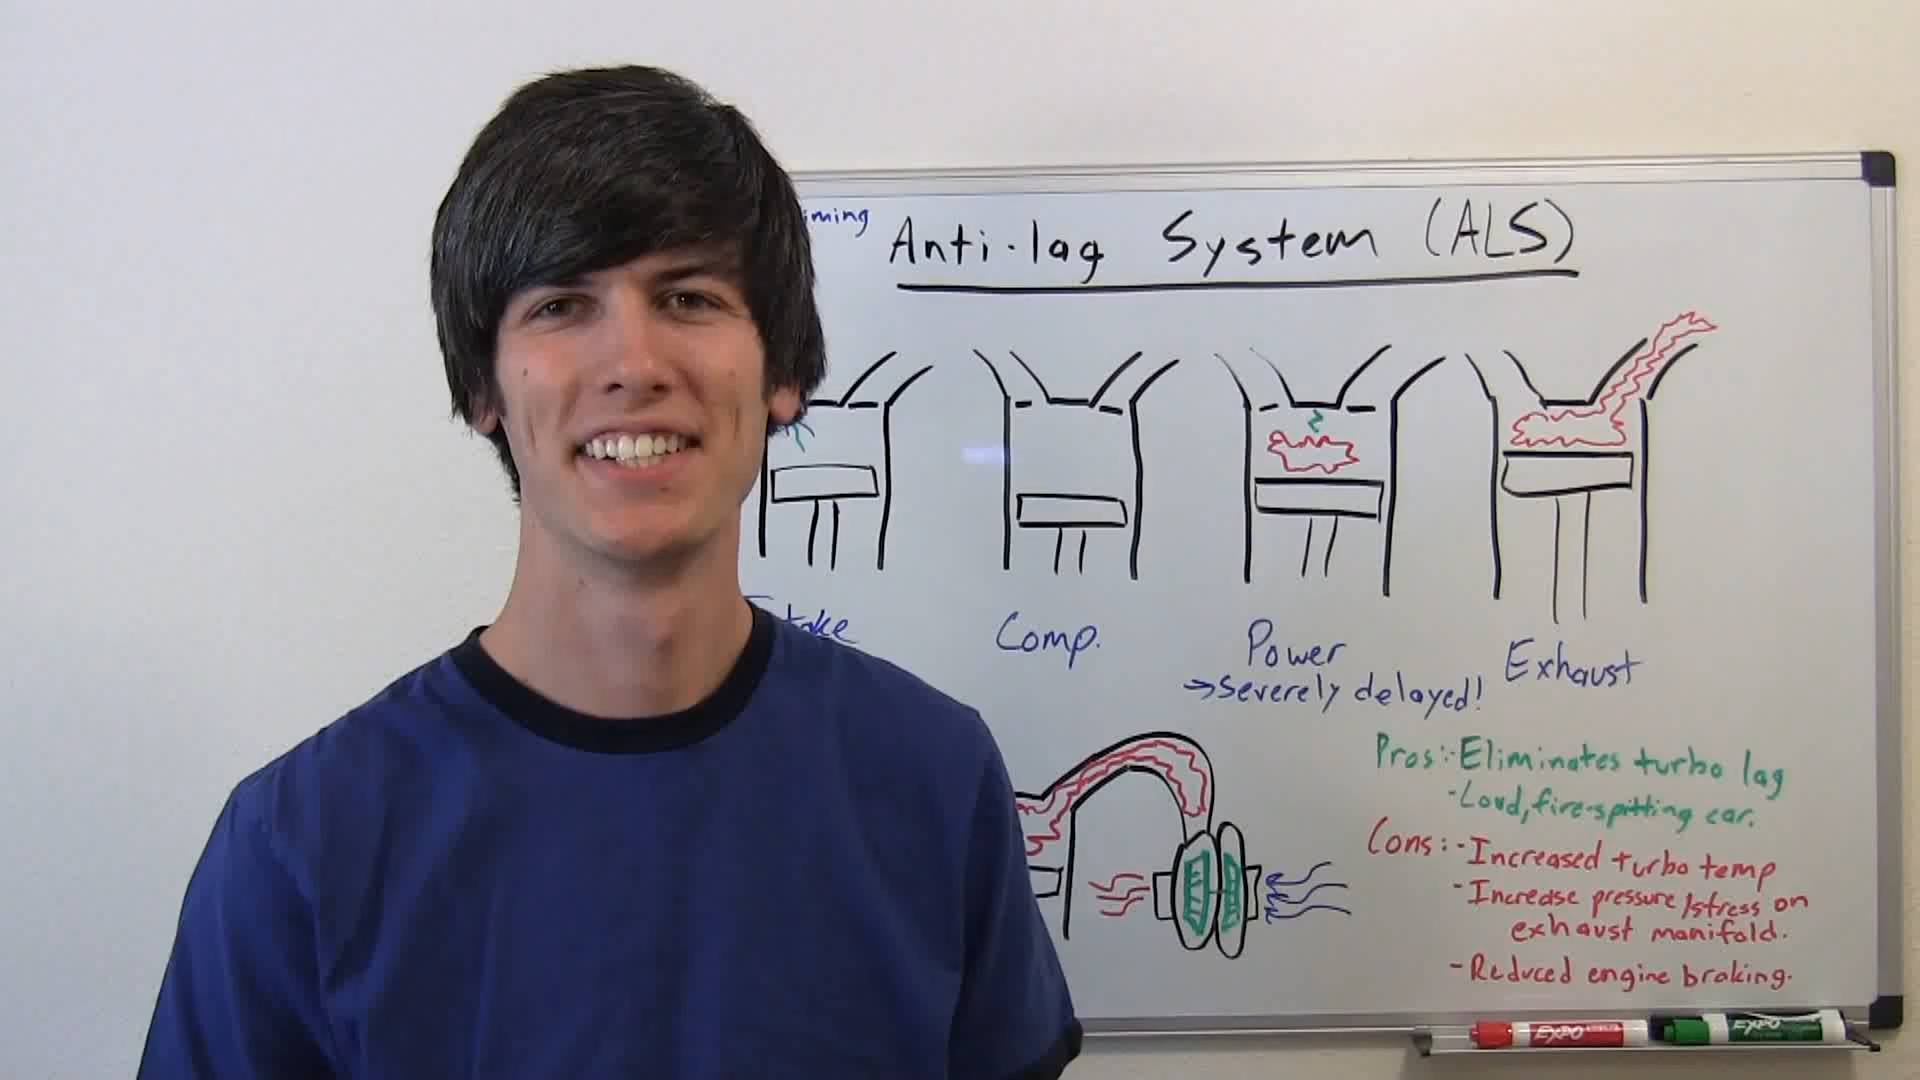 Anti-lag System (ALS)
Comp.
Power
→Severely delayed!
Exhaust
Pros:-Eliminates turbo lag
-Loud, fire-spitting car.
Cons:-Increased turbo temp
-Increase pressure/stress on
exhaust manifold.
-Reduced engine braking.
EXPO
EXPO